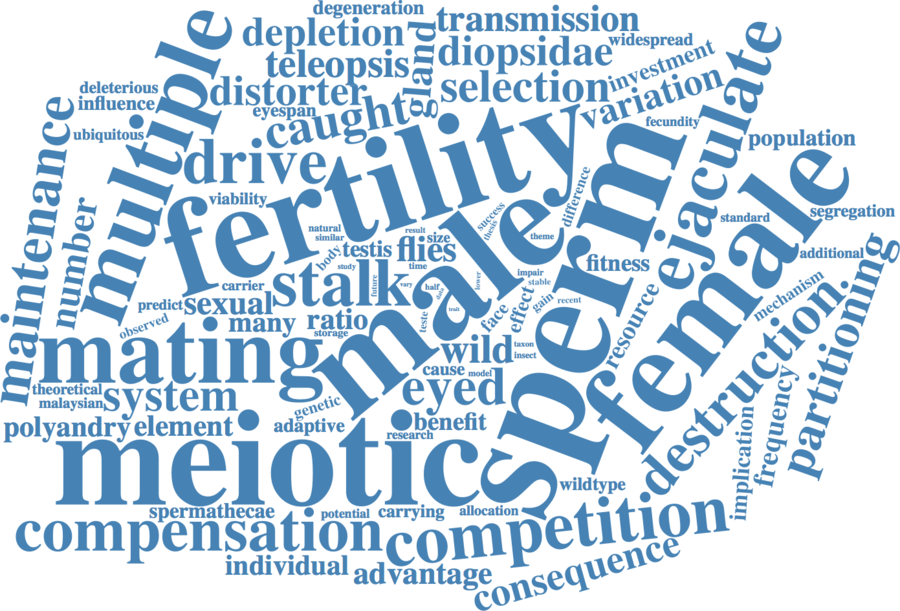 degeneration
transmission
depletion
gland
diopsidae
widespread
teleopsis
multiple
deleterious
influence
distorter
selection
investment
variation
ejaculate
eyespan
caught
ubiquitous
fecundity
population
maintenance
drive
fertility
sperm
female
viability
success
thesis
difference
standard
segregation
number
natural
similar
result
size
theme
body
testis
flies
male
additional
partitioning
study
time
fitness
carrier
stalk
future
vary
half
data
lower
impair
stable
mechanism
predict
sexual
trait
gain
recent
resource
observed
many
ratio
storage
teste
face
effect
mating
wild
taxon
insect
cause
model
destruction
theoretical
malaysian
system
eyed
genetic
adaptive
benefit
research
polyandry
element
implication
frequency
meiotic
wildtype
spermathecae
potential
carrying
allocation
compensation
competition
individual
advantage
consequence